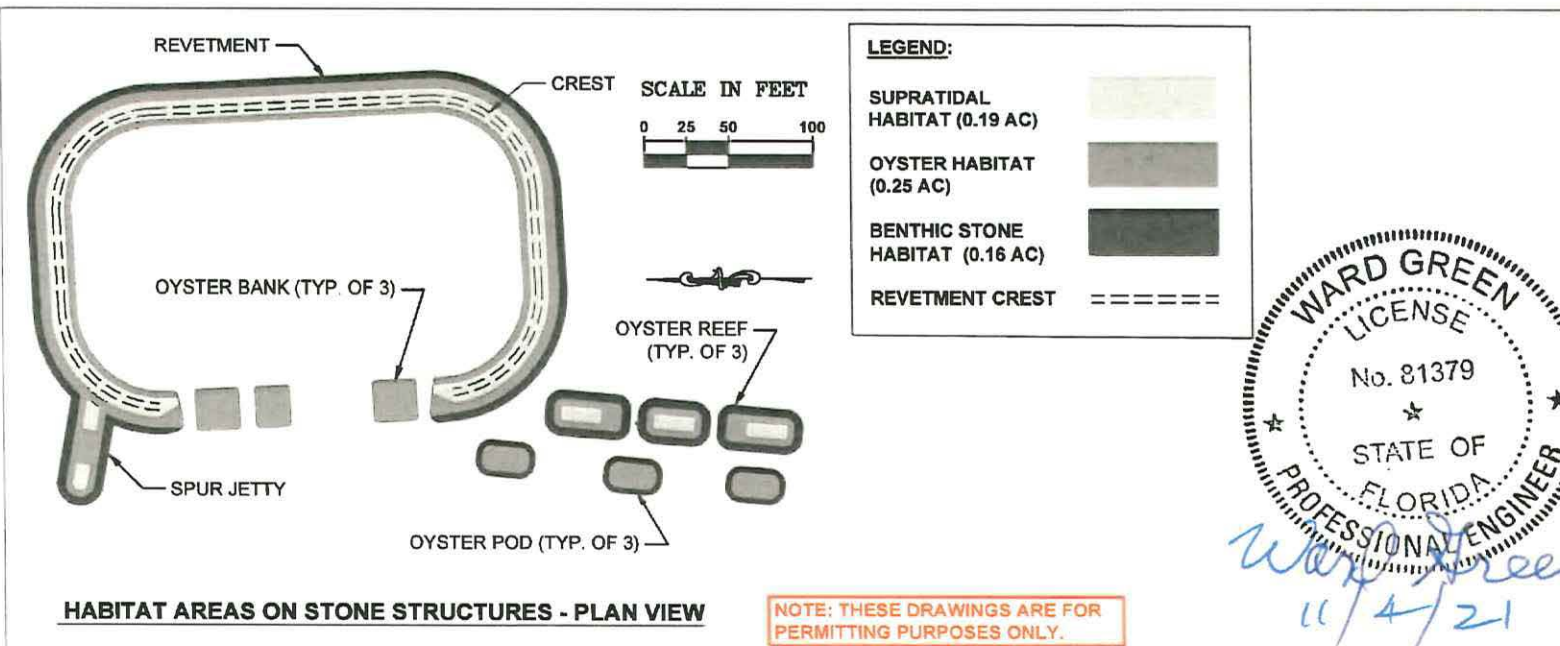 REVETMENT
CREST
SCALE IN FEET
0 25 50 100
OYSTER BANK (TYP. OF 3)
OYSTER REEF
(TYP. OF 3)
SPUR JETTY
OYSTER POD (TYP. OF 3)
HABITAT AREAS ON STONE STRUCTURES - PLAN VIEW
LEGEND:
SUPRATIDAL
HABITAT (0.19 AC)
OYSTER HABITAT
(0.25 AC)
BENTHIC STONE
HABITAT (0.16 AC)
REVETMENT CREST
NOTE: THESE DRAWINGS ARE FOR
PERMITTING PURPOSES ONLY.
WARD GREEN
LICENSE
No. 81379
STATE OF
FLORIDA
PROFESSIONAL ENGINEER
Ward Gree
11/4/21